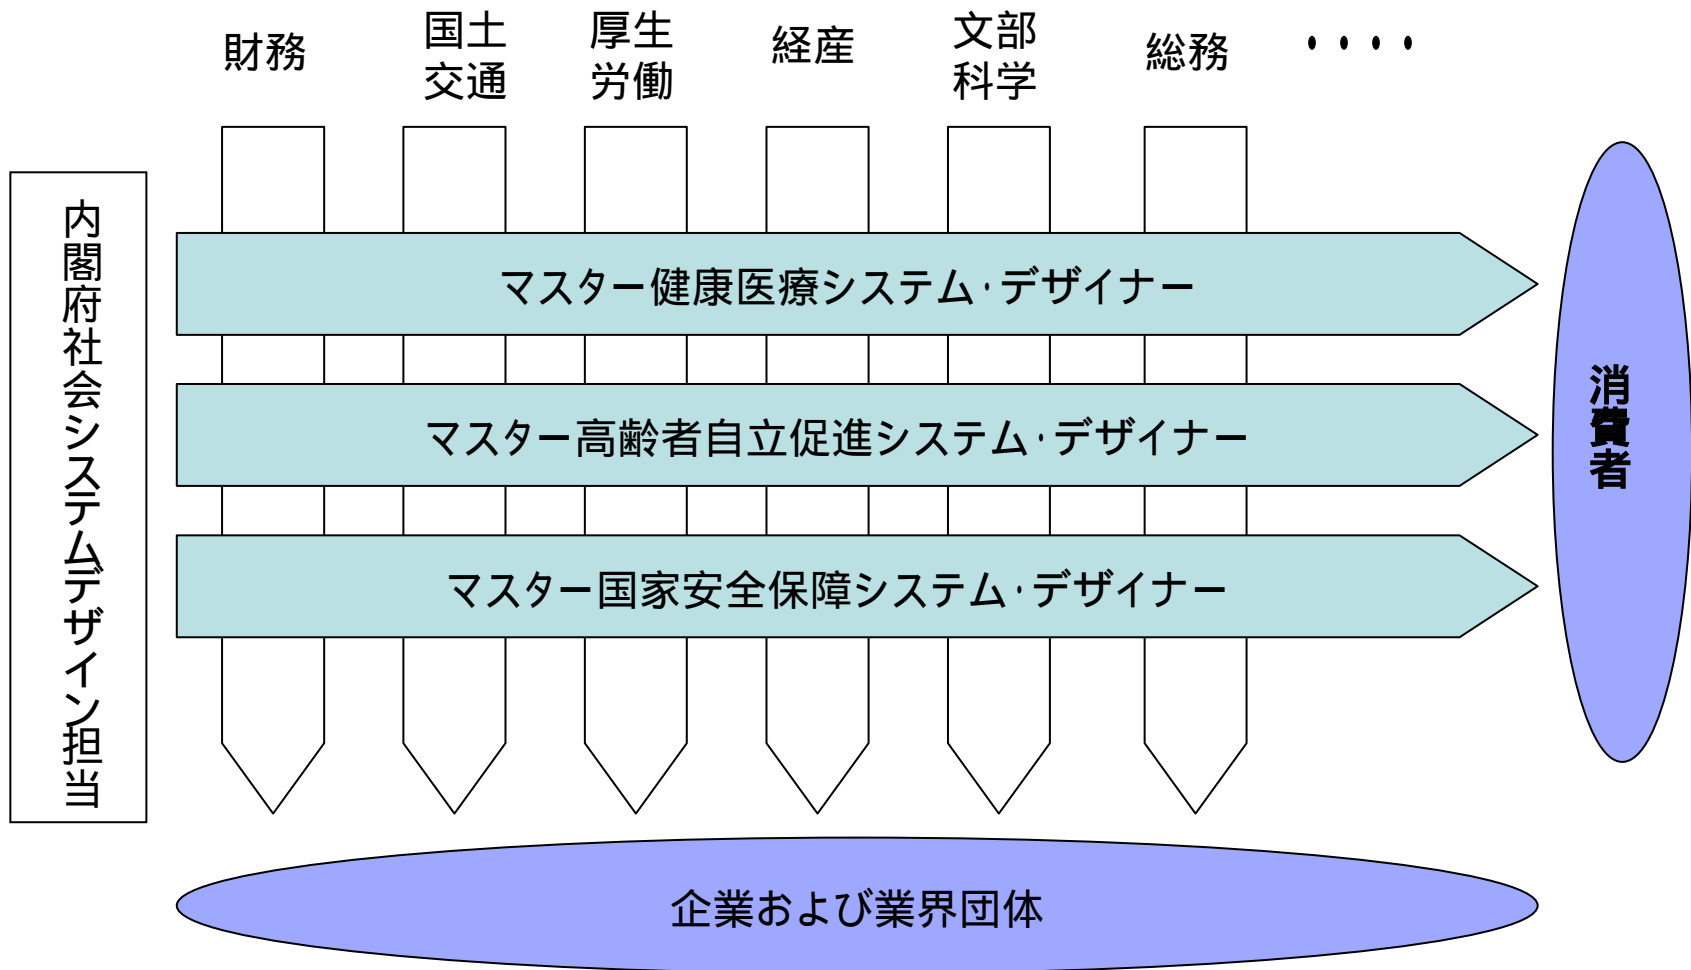 財務
国土
交通
厚生
労働
経産
文部
科学
総務
・・・・
内閣府社会システムデザイン担当
マスター健康医療システム・デザイナー
マスター高齢者自立促進システム・デザイナー
マスター国家安全保障システム・デザイナー
消費者
企業および業界団体